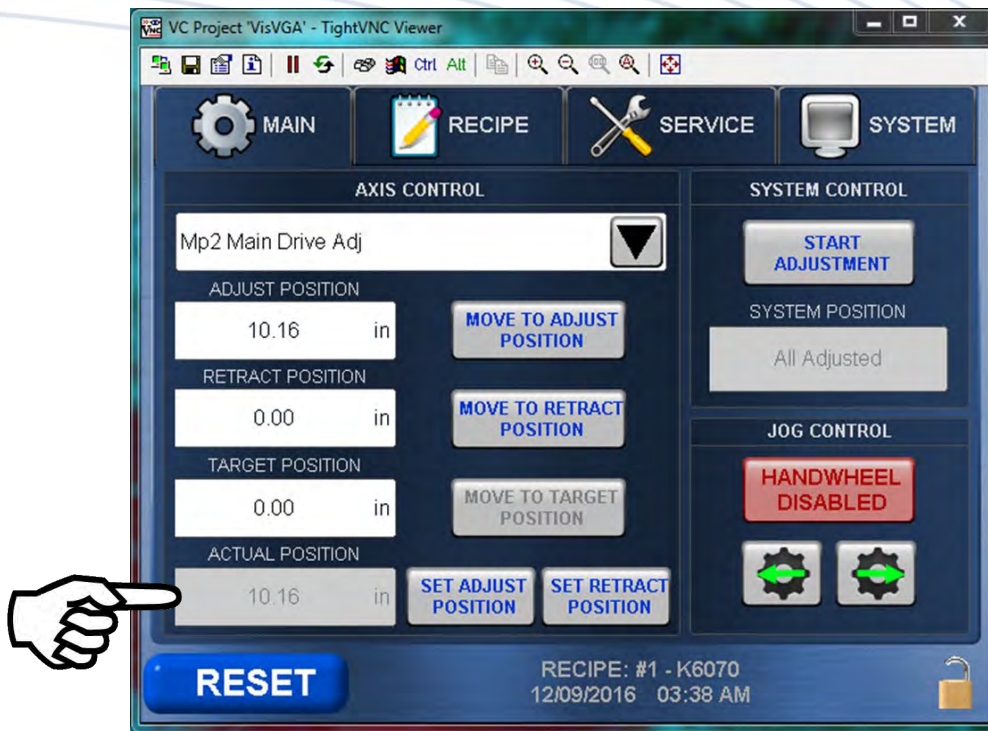 VC Project 'VisVGA' - TightVNC Viewer
Ctrl Alt
MAIN
RECIPE
SERVICE
SYSTEM
AXIS CONTROL
Mp2 Main Drive Adj
ADJUST POSITION
10.16 in
MOVE TO ADJUST
POSITION
RETRACT POSITION
0.00 in
MOVE TO RETRACT
POSITION
TARGET POSITION
0.00 in
MOVE TO TARGET
POSITION
ACTUAL POSITION
10.16 in
SET ADJUST
POSITION
SET RETRACT
POSITION
SYSTEM CONTROL
START
ADJUSTMENT
SYSTEM POSITION
All Adjusted
JOG CONTROL
HANDWHEEL
DISABLED
RESET
RECIPE: #1 - K6070
12/09/2016 03:38 AM